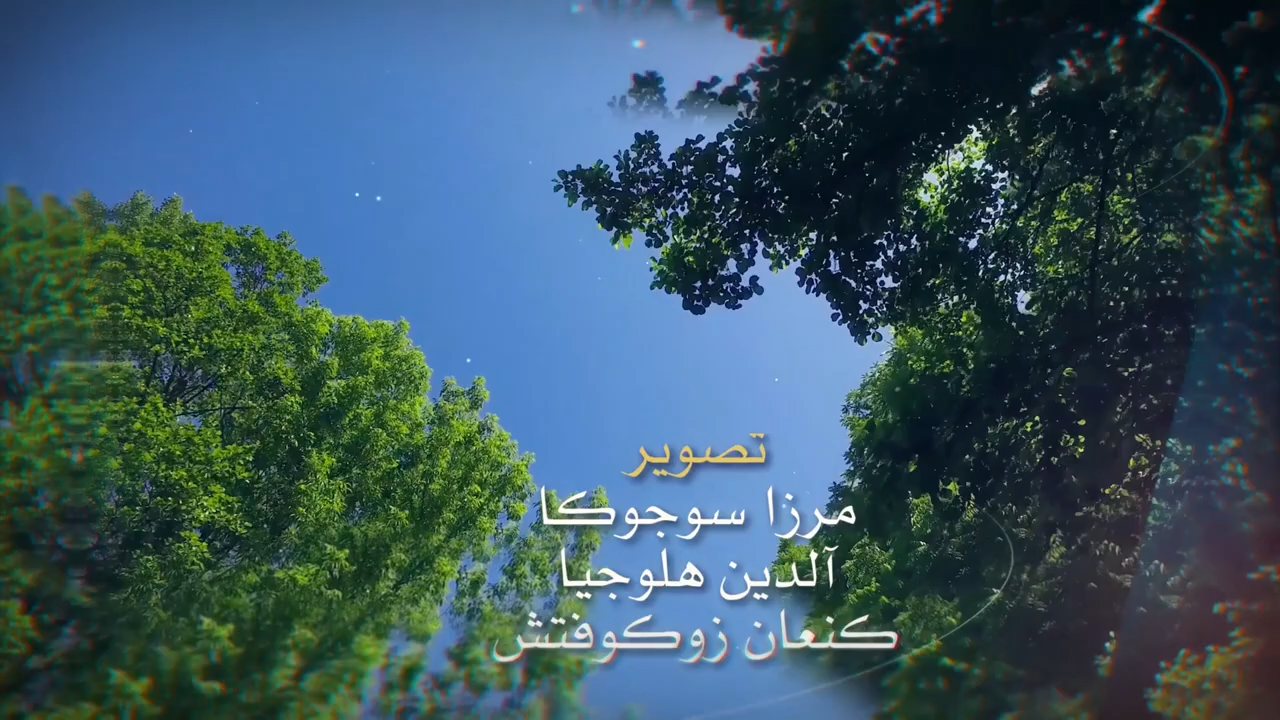 تصوير
مرزا سوجوكا
آلدين هلوجيا
كنعان زوكوفتش